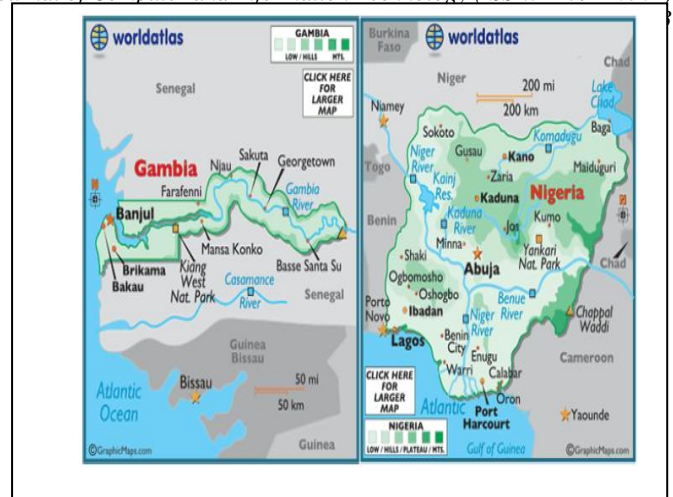 worldatlas
GAMBIA
LOW / HILLS MTS.
CLICK HERE
FOR
LARGER
MAP
Senegal
Gambia
Njau
Sakuta
Georgetown
Farafenni
Gambia
River
Banjul
Mansa Konko
Brikama
Bakau
Kiang
West
Nat. Park
Basse Santa Su
Casamance
River
Senegal
Guinea
Bissau
Atlantic
Ocean
Bissau
50 mi
50 km
Guinea
©GraphicMaps.com
Burkina
Faso
worldatlas
Niger
Chad
200 mi
200 km
Lake
Chad
Namey
Sokoto
Komadugu
Baga
Niger
River
Gusau
Kano
Zaria
Maiduguri
Togo
Kainj
Res.
Kaduna
Nigeria
Benin
Kaduna
River
Jos
Kumo
Minna
Abuja
Yankari
Nat. Park
Chad
Shaki
Ogbomosho
Oshogbo
Ibadan
Benue
River
Porto
Novo
Lagos
Niger
River
Chappal
Waddi
Benin
City
Enugu
Warri
Calabar
Cameroon
Oron
CLICK HERE
FOR
LARGER
MAP
Atlantic
Port
Harcourt
Yaounde
NIGERIA
LOW / HILLS / PLATEAU / MTS.
Gulf of Guinea
©GraphicMaps.com